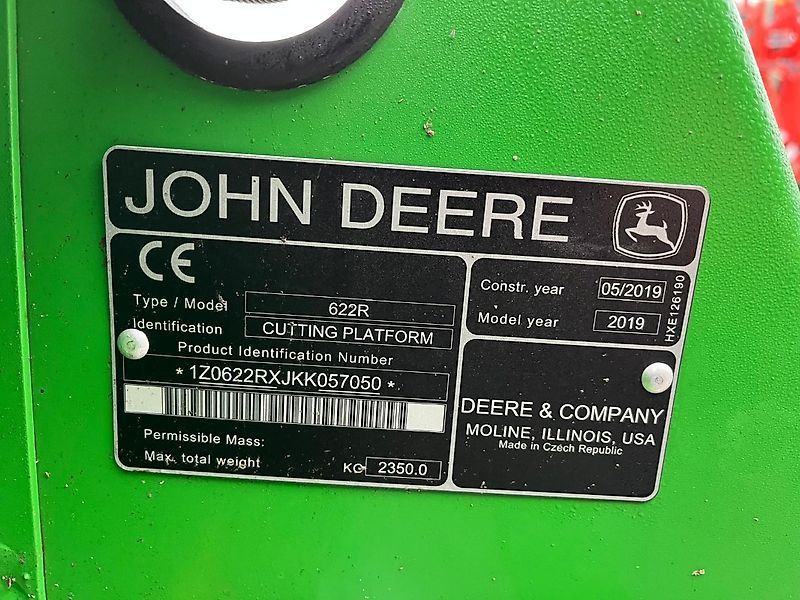 JOHN DEERE
CE
Type / Model 622R
Identification CUTTING PLATFORM
Product Identification Number
* 1Z0622RXJKK057050 *
Permissible Mass:
Max. total weight KG 2350.0
Constr. year 05/2019
Model year 2019
HXE126190
DEERE & COMPANY
MOLINE, ILLINOIS, USA
Made in Czech Republic